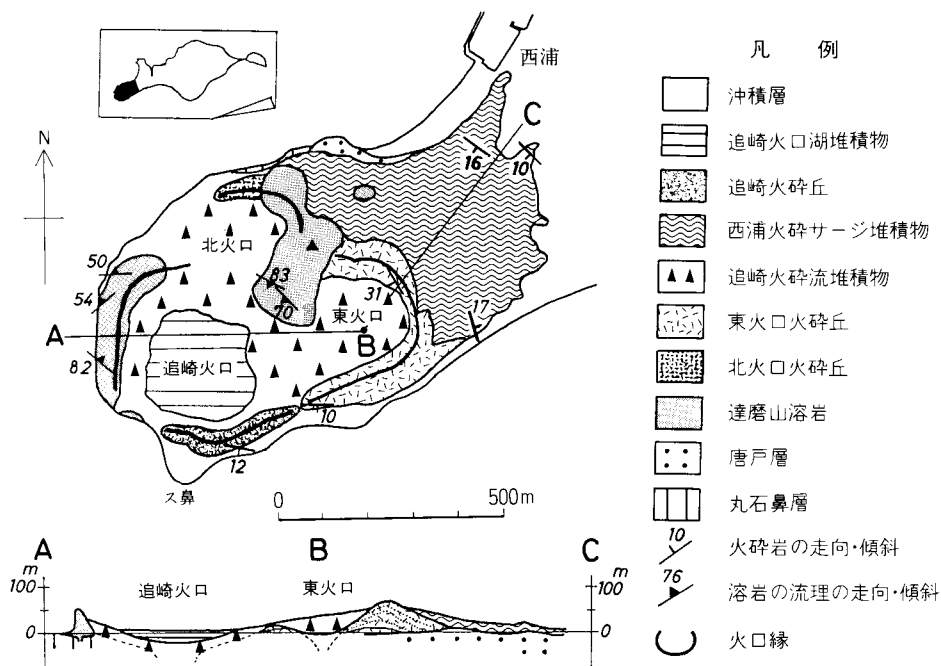 西浦
C
N
16
10
北火口
50
83
54
31
70
東火口
17
A
B
追崎火口
82
10
12
ス鼻
0 500m
凡 例
沖積層
追崎火口湖堆積物
追崎火砕丘
西浦火砕サージ堆積物
追崎火砕流堆積物
東火口火砕丘
北火口火砕丘
達磨山溶岩
唐戸層
丸石鼻層
10 火砕岩の走向・傾斜
76 溶岩の流理の走向・傾斜
火口縁
A B C
m 追崎火口 東火口 m
100 100
0 0